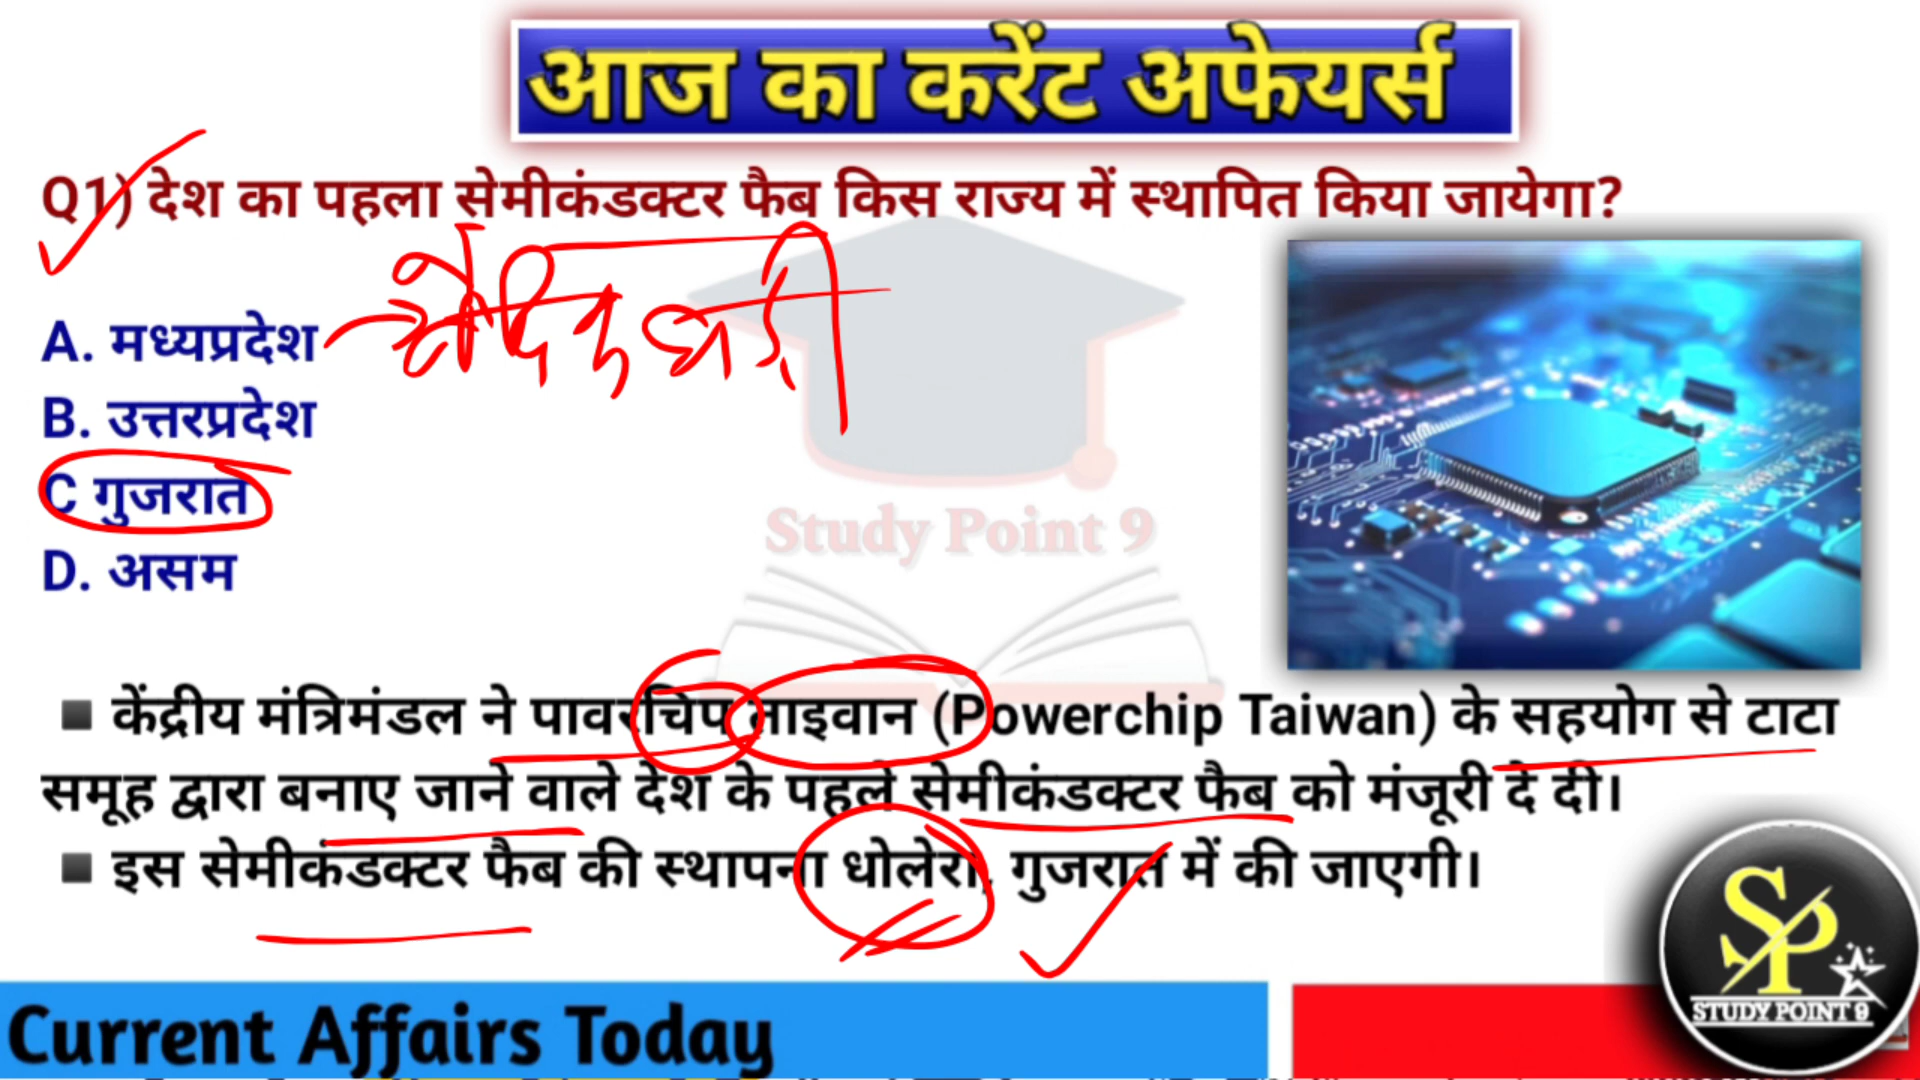 आज का करेंट अफेयर्स
Q1) देश का पहला सेमीकंडक्टर फैब किस राज्य में स्थापित किया जायेगा?
A. मध्यप्रदेश
B. उत्तरप्रदेश
C गुजरात
D. असम
Study Point 9
▪ केंद्रीय मंत्रिमंडल ने पावरचिप ताइवान (Powerchip Taiwan) के सहयोग से टाटा
समूह द्वारा बनाए जाने वाले देश के पहले सेमीकंडक्टर फैब को मंजूरी दे दी।
▪ इस सेमीकंडक्टर फैब की स्थापना धोलेरा, गुजरात में की जाएगी।
SP
STUDY POINT 9
Current Affairs Today